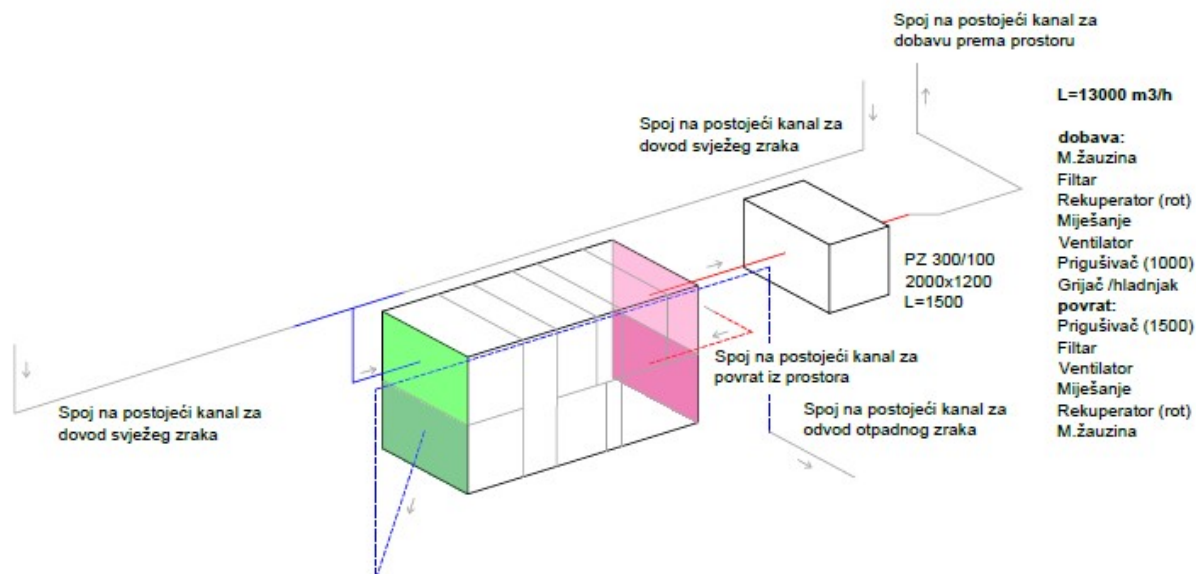 Spoj na postojeći kanal za
dobavu prema prostoru
L=13000 m3/h
Spoj na postojeći kanal za
dovod svježeg zraka
dobava:
M.žauzina
Filtar
Rekuperator (rot)
Miješanje
Ventilator
Prigušivač (1000)
Grijač /hladnjak
povrat:
Prigušivač (1500)
Filtar
Ventilator
Miješanje
Rekuperator (rot)
M.žauzina
PZ 300/100
2000x1200
L=1500
Spoj na postojeći kanal za
povrat iz prostora
Spoj na postojeći kanal za
dovod svježeg zraka
Spoj na postojeći kanal za
odvod otpadnog zraka